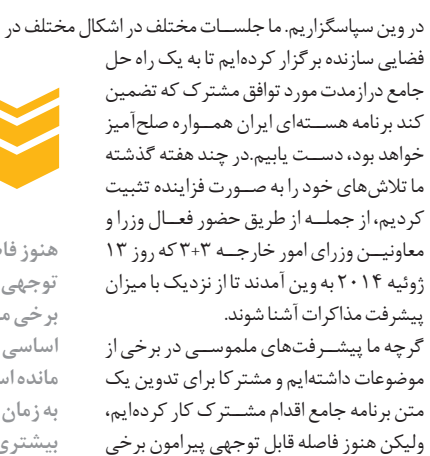 در وین سپاسگزاریم. ما جلسات مختلف در اشکال مختلف در
فضایی سازنده برگزار کرده‌ایم تا به یک راه حل
جامع درازمدت مورد توافق مشترک که تضمین
کند برنامه هسته‌ای ایران همواره صلح‌آمیز
خواهد بود، دست یابیم.در چند هفته گذشته
ما تلاش‌های خود را به صورت فزاینده تثبیت
کردیم، از جمله از طریق حضور فعال وزرا و
معاونین وزرای امور خارجه ۳+۳ که روز ۱۳
ژوئیه ۲۰۱۴ به وین آمدند تا از نزدیک با میزان
پیشرفت مذاکرات آشنا شوند.
گرچه ما پیشرفت‌های ملموسی در برخی از
موضوعات داشته‌ایم و مشترکا برای تدوین یک
متن برنامه جامع اقدام مشترک کار کرده‌ایم،
ولیکن هنوز فاصله قابل توجهی پیرامون برخی
هنوز
توجهی
برخی
اساسی
مانده
به زمان
بیشتری